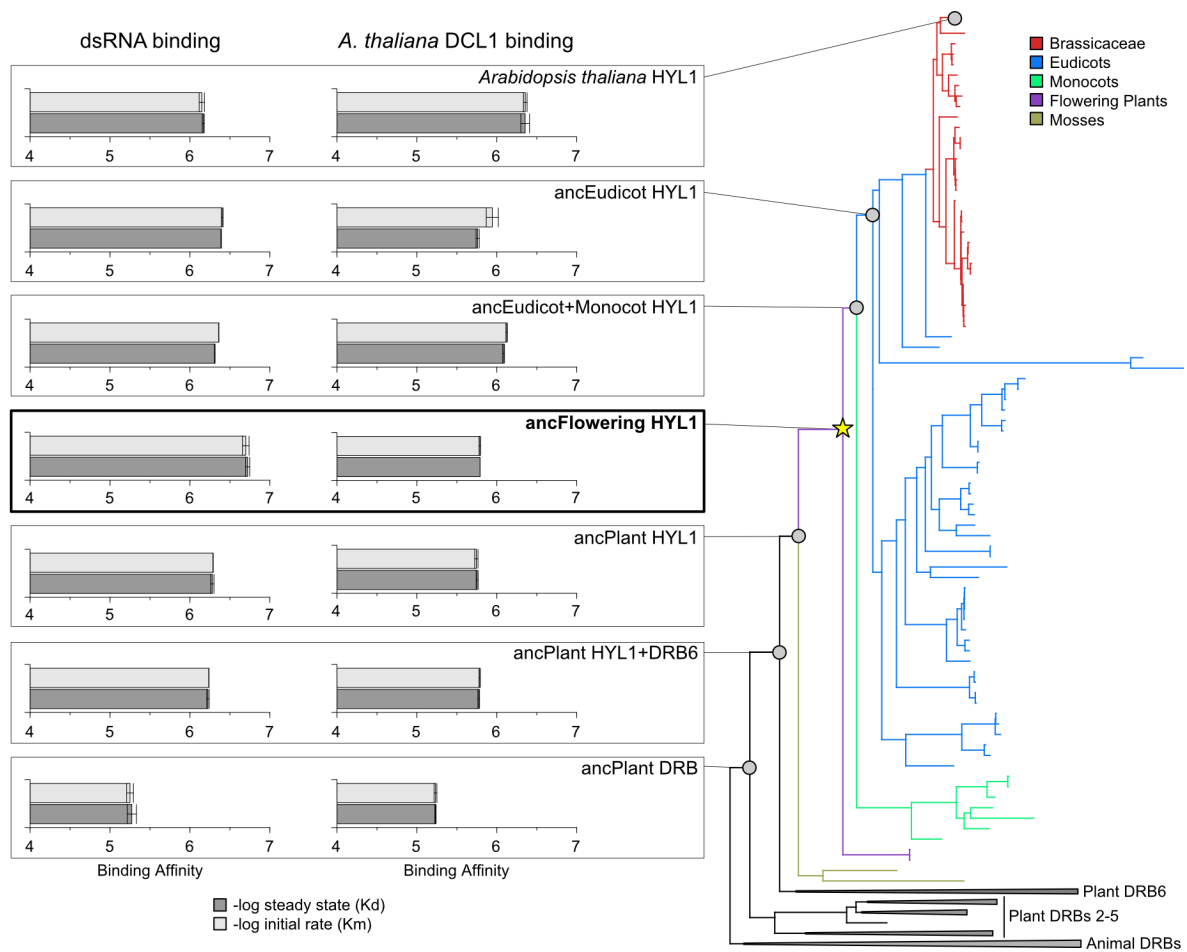 dsRNA binding
A. thaliana DCL1 binding
Brassicaceae
Eudicots
Monocots
Flowering Plants
Mosses
Arabidopsis thaliana HYL1
4 5 6 7
4 5 6 7
ancEudicot HYL1
4 5 6 7
4 5 6 7
ancEudicot+Monocot HYL1
4 5 6 7
4 5 6 7
ancFlowering HYL1
4 5 6 7
4 5 6 7
ancPlant HYL1
4 5 6 7
4 5 6 7
ancPlant HYL1+DRB6
4 5 6 7
4 5 6 7
ancPlant DRB
4 5 6 7
4 5 6 7
Binding Affinity
Binding Affinity
-log steady state (Kd)
-log initial rate (Km)
Plant DRB6
Plant DRBs 2-5
Animal DRBs